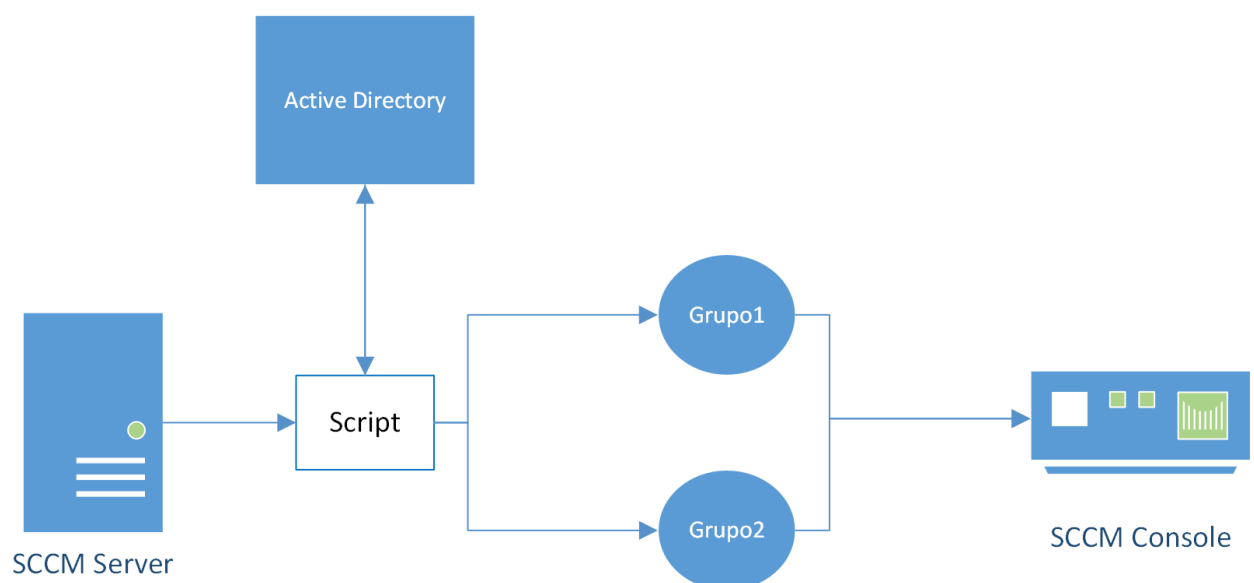 Active Directory
Grupo1
Script
Grupo2
SCCM Server
SCCM Console